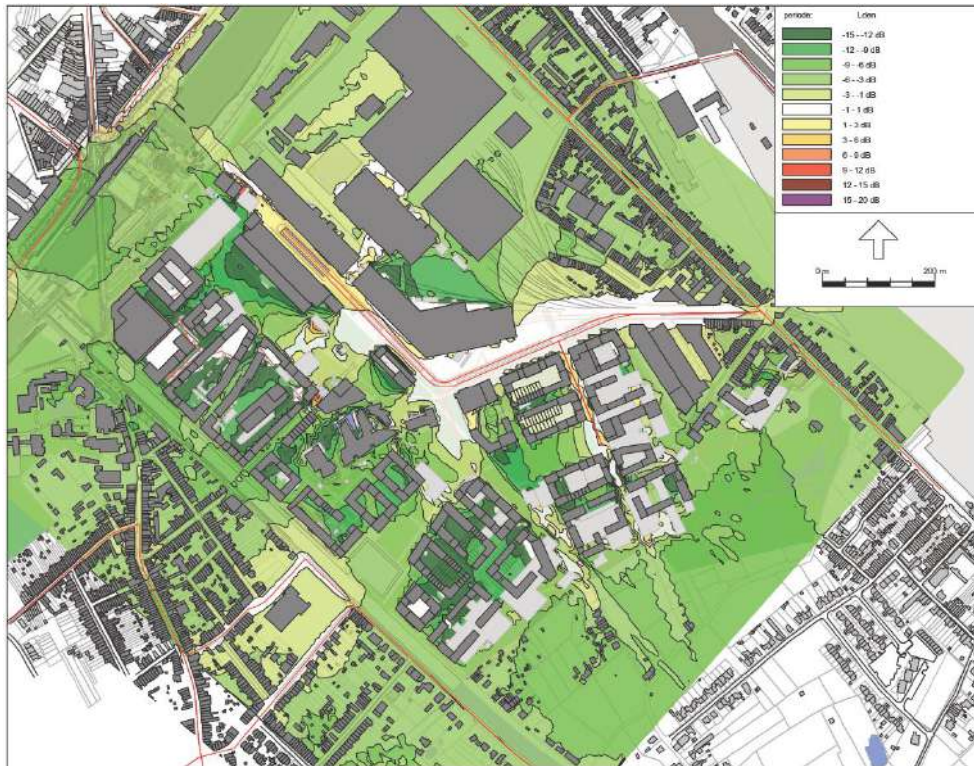 periode: Lden
-15 - -12 dB
-12 - -9 dB
-9 - -6 dB
-6 - -3 dB
-3 - -1 dB
-1 - 1 dB
1 - 3 dB
3 - 6 dB
6 - 9 dB
9 - 12 dB
12 - 15 dB
15 - 20 dB
0 m 200 m